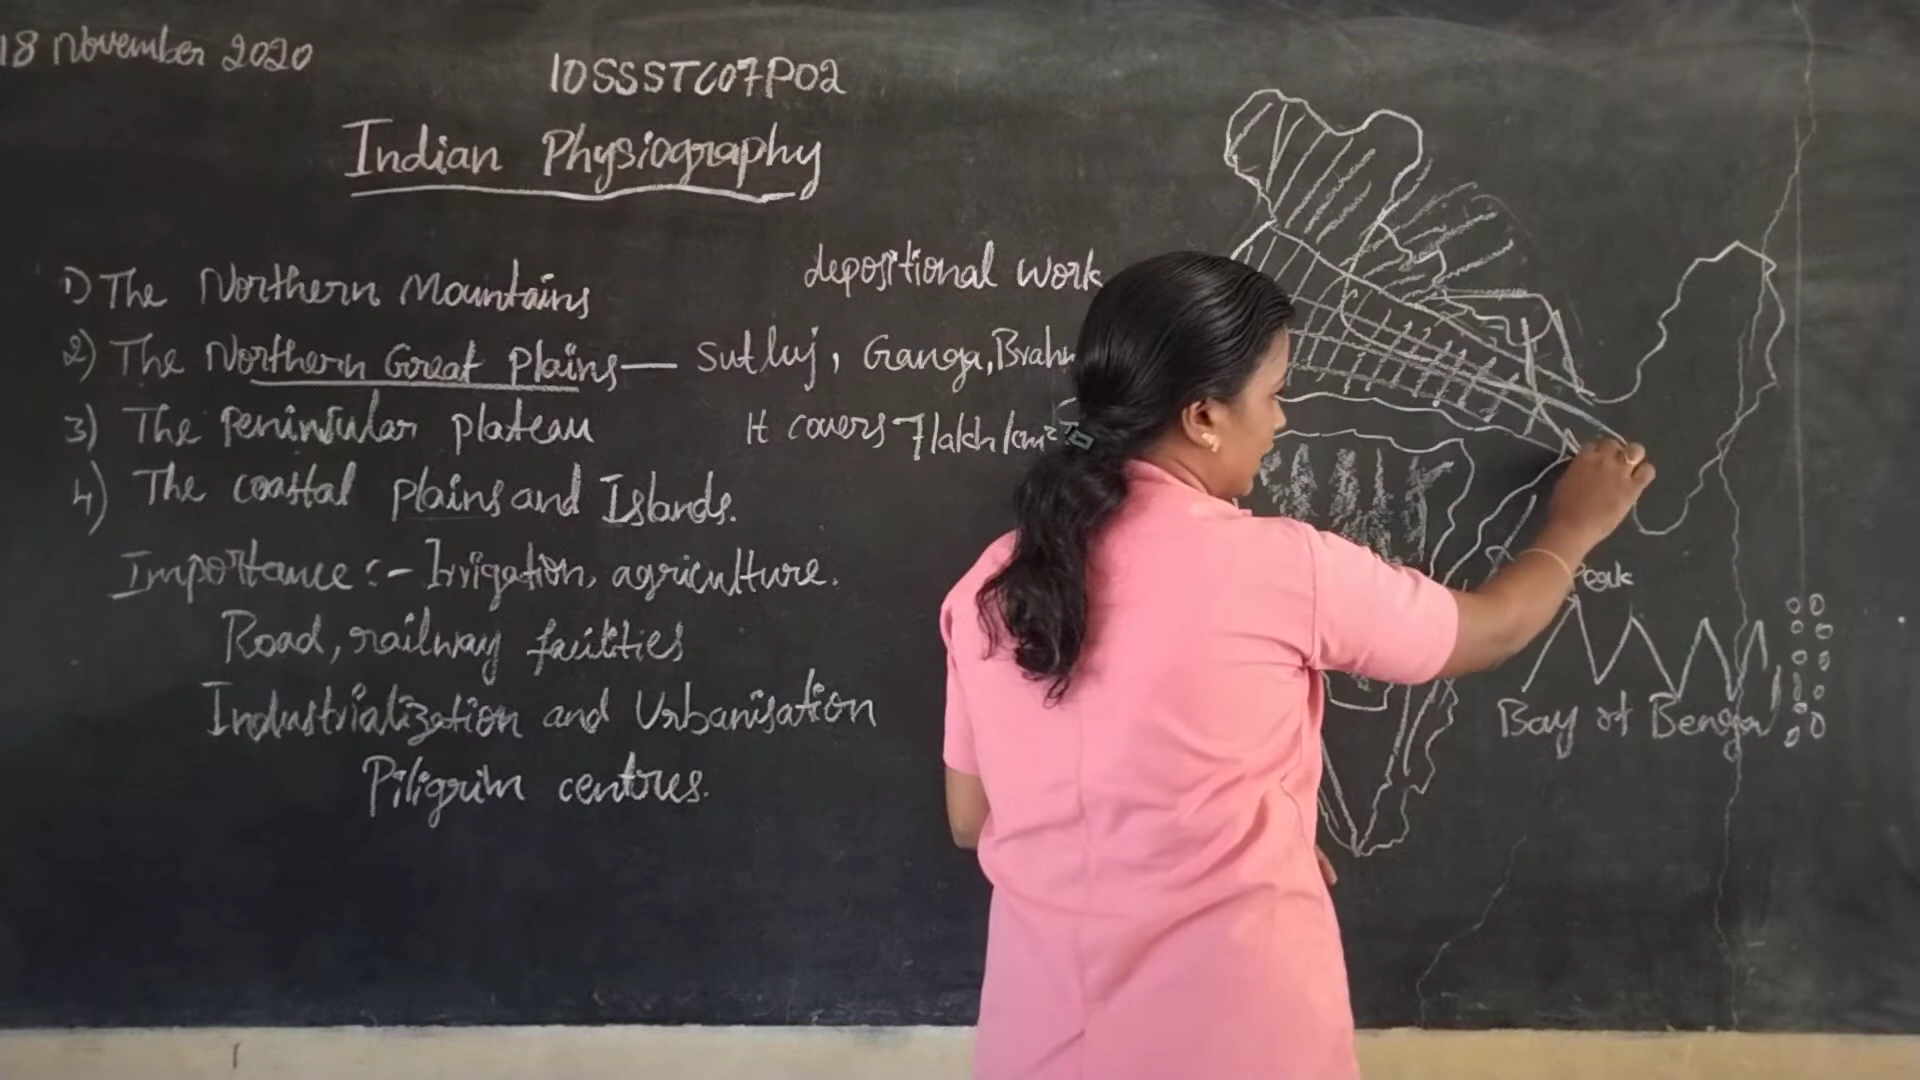 18 November 2020
10SSSTC07P02
Indian Physiography
1) The Northern Mountains
depositional work
2) The Northern Great Plains — Sutluj, Ganga, Brahm
3) The Peninsular plateau
It covers 7 lakh km²
4) The coastal plains and Islands.
Importance :- Irrigation, agriculture.
Road, railway facilities
Industrialization and Urbanisation
Piligrim centres.
Peak
Bay of Bengal